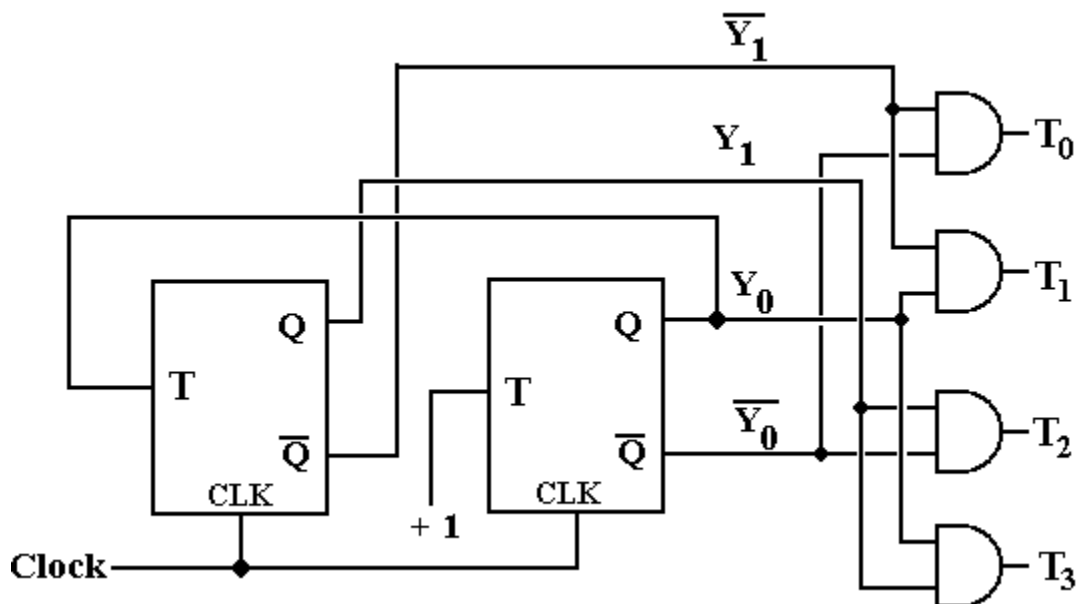 Y̅₁
T₀
Y₁
T₁
Y₀
Q
Q
T
T
Y̅₀
Q̅
Q̅
T₂
CLK
CLK
+ 1
Clock
T₃